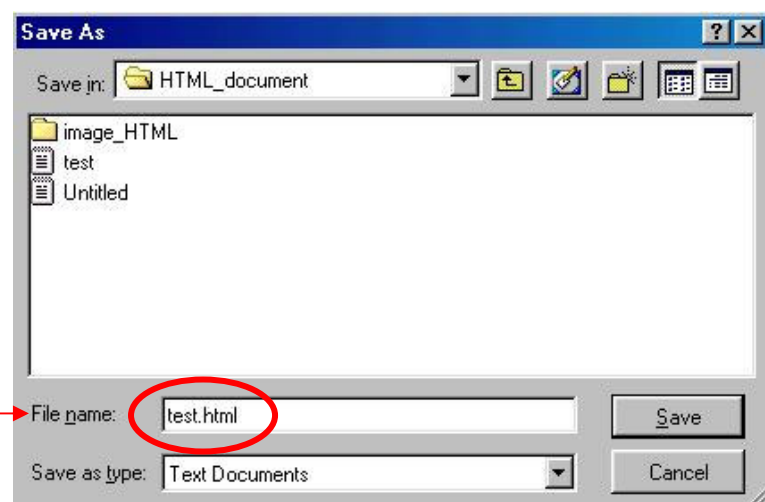 Save As
Save in: HTML_document
image_HTML
test
Untitled
File name: test.html Save
Save as type: Text Documents Cancel